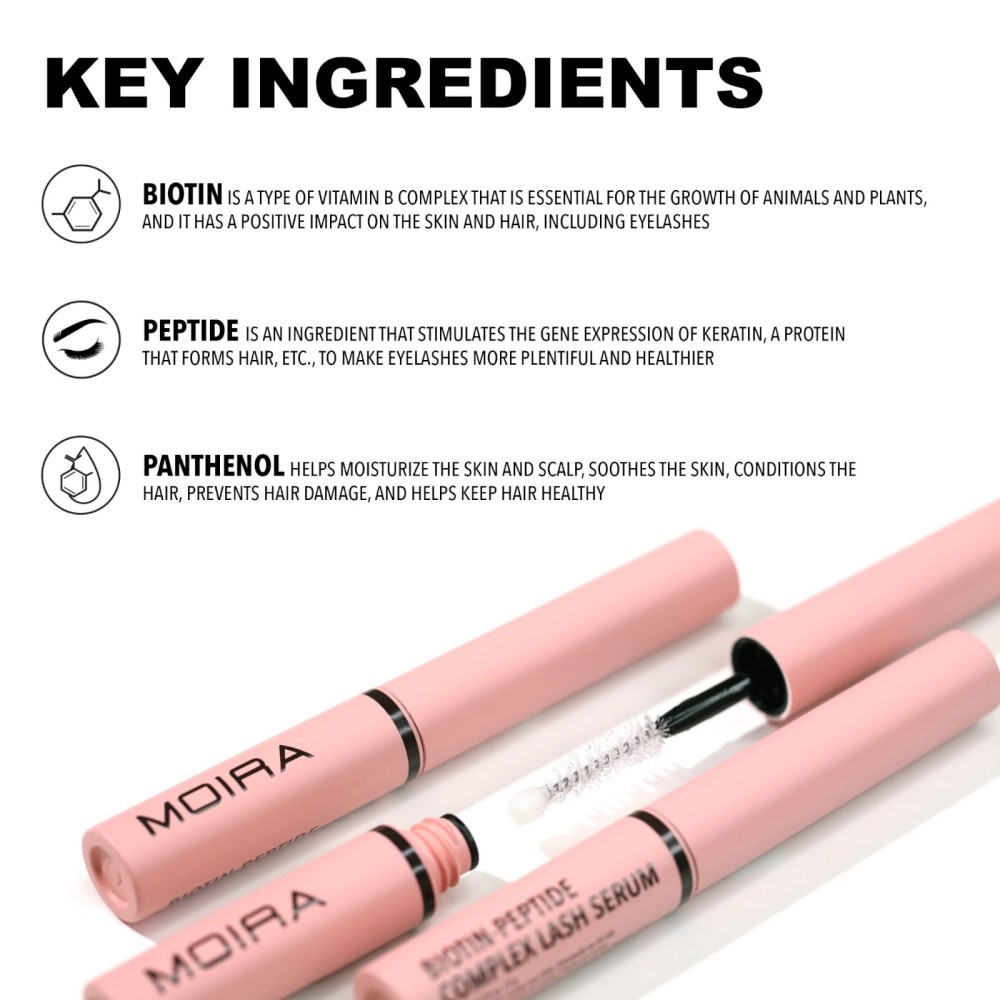 KEY INGREDIENTS
BIOTIN IS A TYPE OF VITAMIN B COMPLEX THAT IS ESSENTIAL FOR THE GROWTH OF ANIMALS AND PLANTS,
AND IT HAS A POSITIVE IMPACT ON THE SKIN AND HAIR, INCLUDING EYELASHES
PEPTIDE IS AN INGREDIENT THAT STIMULATES THE GENE EXPRESSION OF KERATIN, A PROTEIN
THAT FORMS HAIR, ETC., TO MAKE EYELASHES MORE PLENTIFUL AND HEALTHIER
PANTHENOL HELPS MOISTURIZE THE SKIN AND SCALP, SOOTHES THE SKIN, CONDITIONS THE
HAIR, PREVENTS HAIR DAMAGE, AND HELPS KEEP HAIR HEALTHY
MOIRA
BIOTIN-PEPTIDE
MOIRA
BIOTIN-PEPTIDE
COMPLEX LASH SERUM